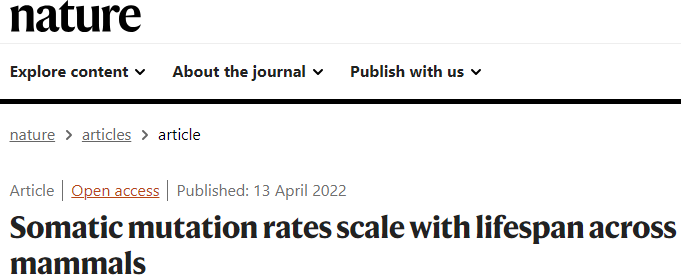 nature
Explore content About the journal Publish with us
nature > articles > article
Article | Open access | Published: 13 April 2022
Somatic mutation rates scale with lifespan across
mammals